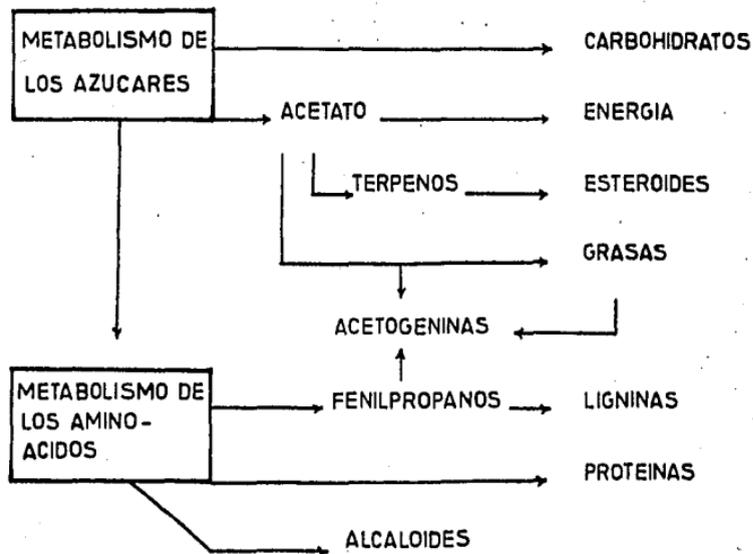 METABOLISMO DE
LOS AZUCARES
CARBOHIDRATOS
ACETATO
ENERGIA
TERPENOS
ESTEROIDES
GRASAS
ACETOGENINAS
METABOLISMO DE
LOS AMINO-
ACIDOS
FENILPROPANOS
LIGNINAS
PROTEINAS
ALCALOIDES